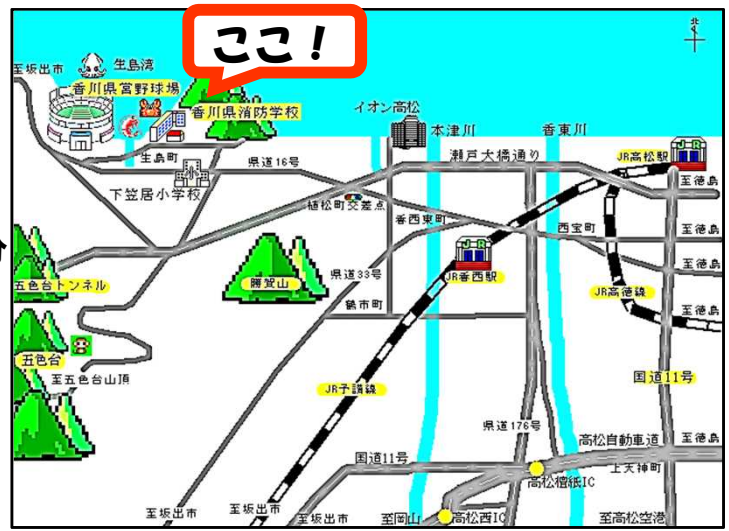 ここ！
北
至坂出市
生島湾
香川県営野球場
香川県消防学校
イオン高松
本津川
香東川
JR高松駅
生島町
県道16号
瀬戸大橋通り
至徳島
下笠居小学校
植松町交差点
香西東町
西宝町
至徳島
JR香西駅
至徳島
五色台トンネル
勝賀山
県道33号
JR高徳線
鶴市町
至徳島
五色台
至五色台山頂
国道11号
JR予讃線
県道176号
高松自動車道
至徳島
国道11号
上天神町
高松檀紙IC
至坂出市
至坂出市
至坂出市
至岡山
高松西IC
至高松空港